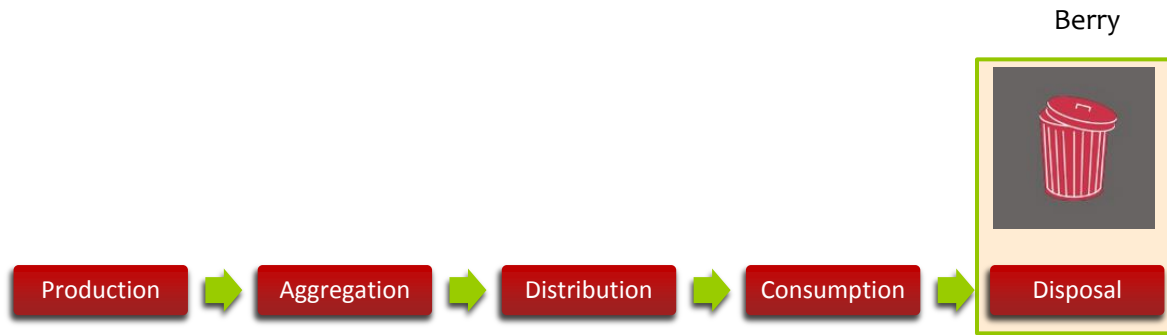 Berry
Production
Aggregation
Distribution
Consumption
Disposal